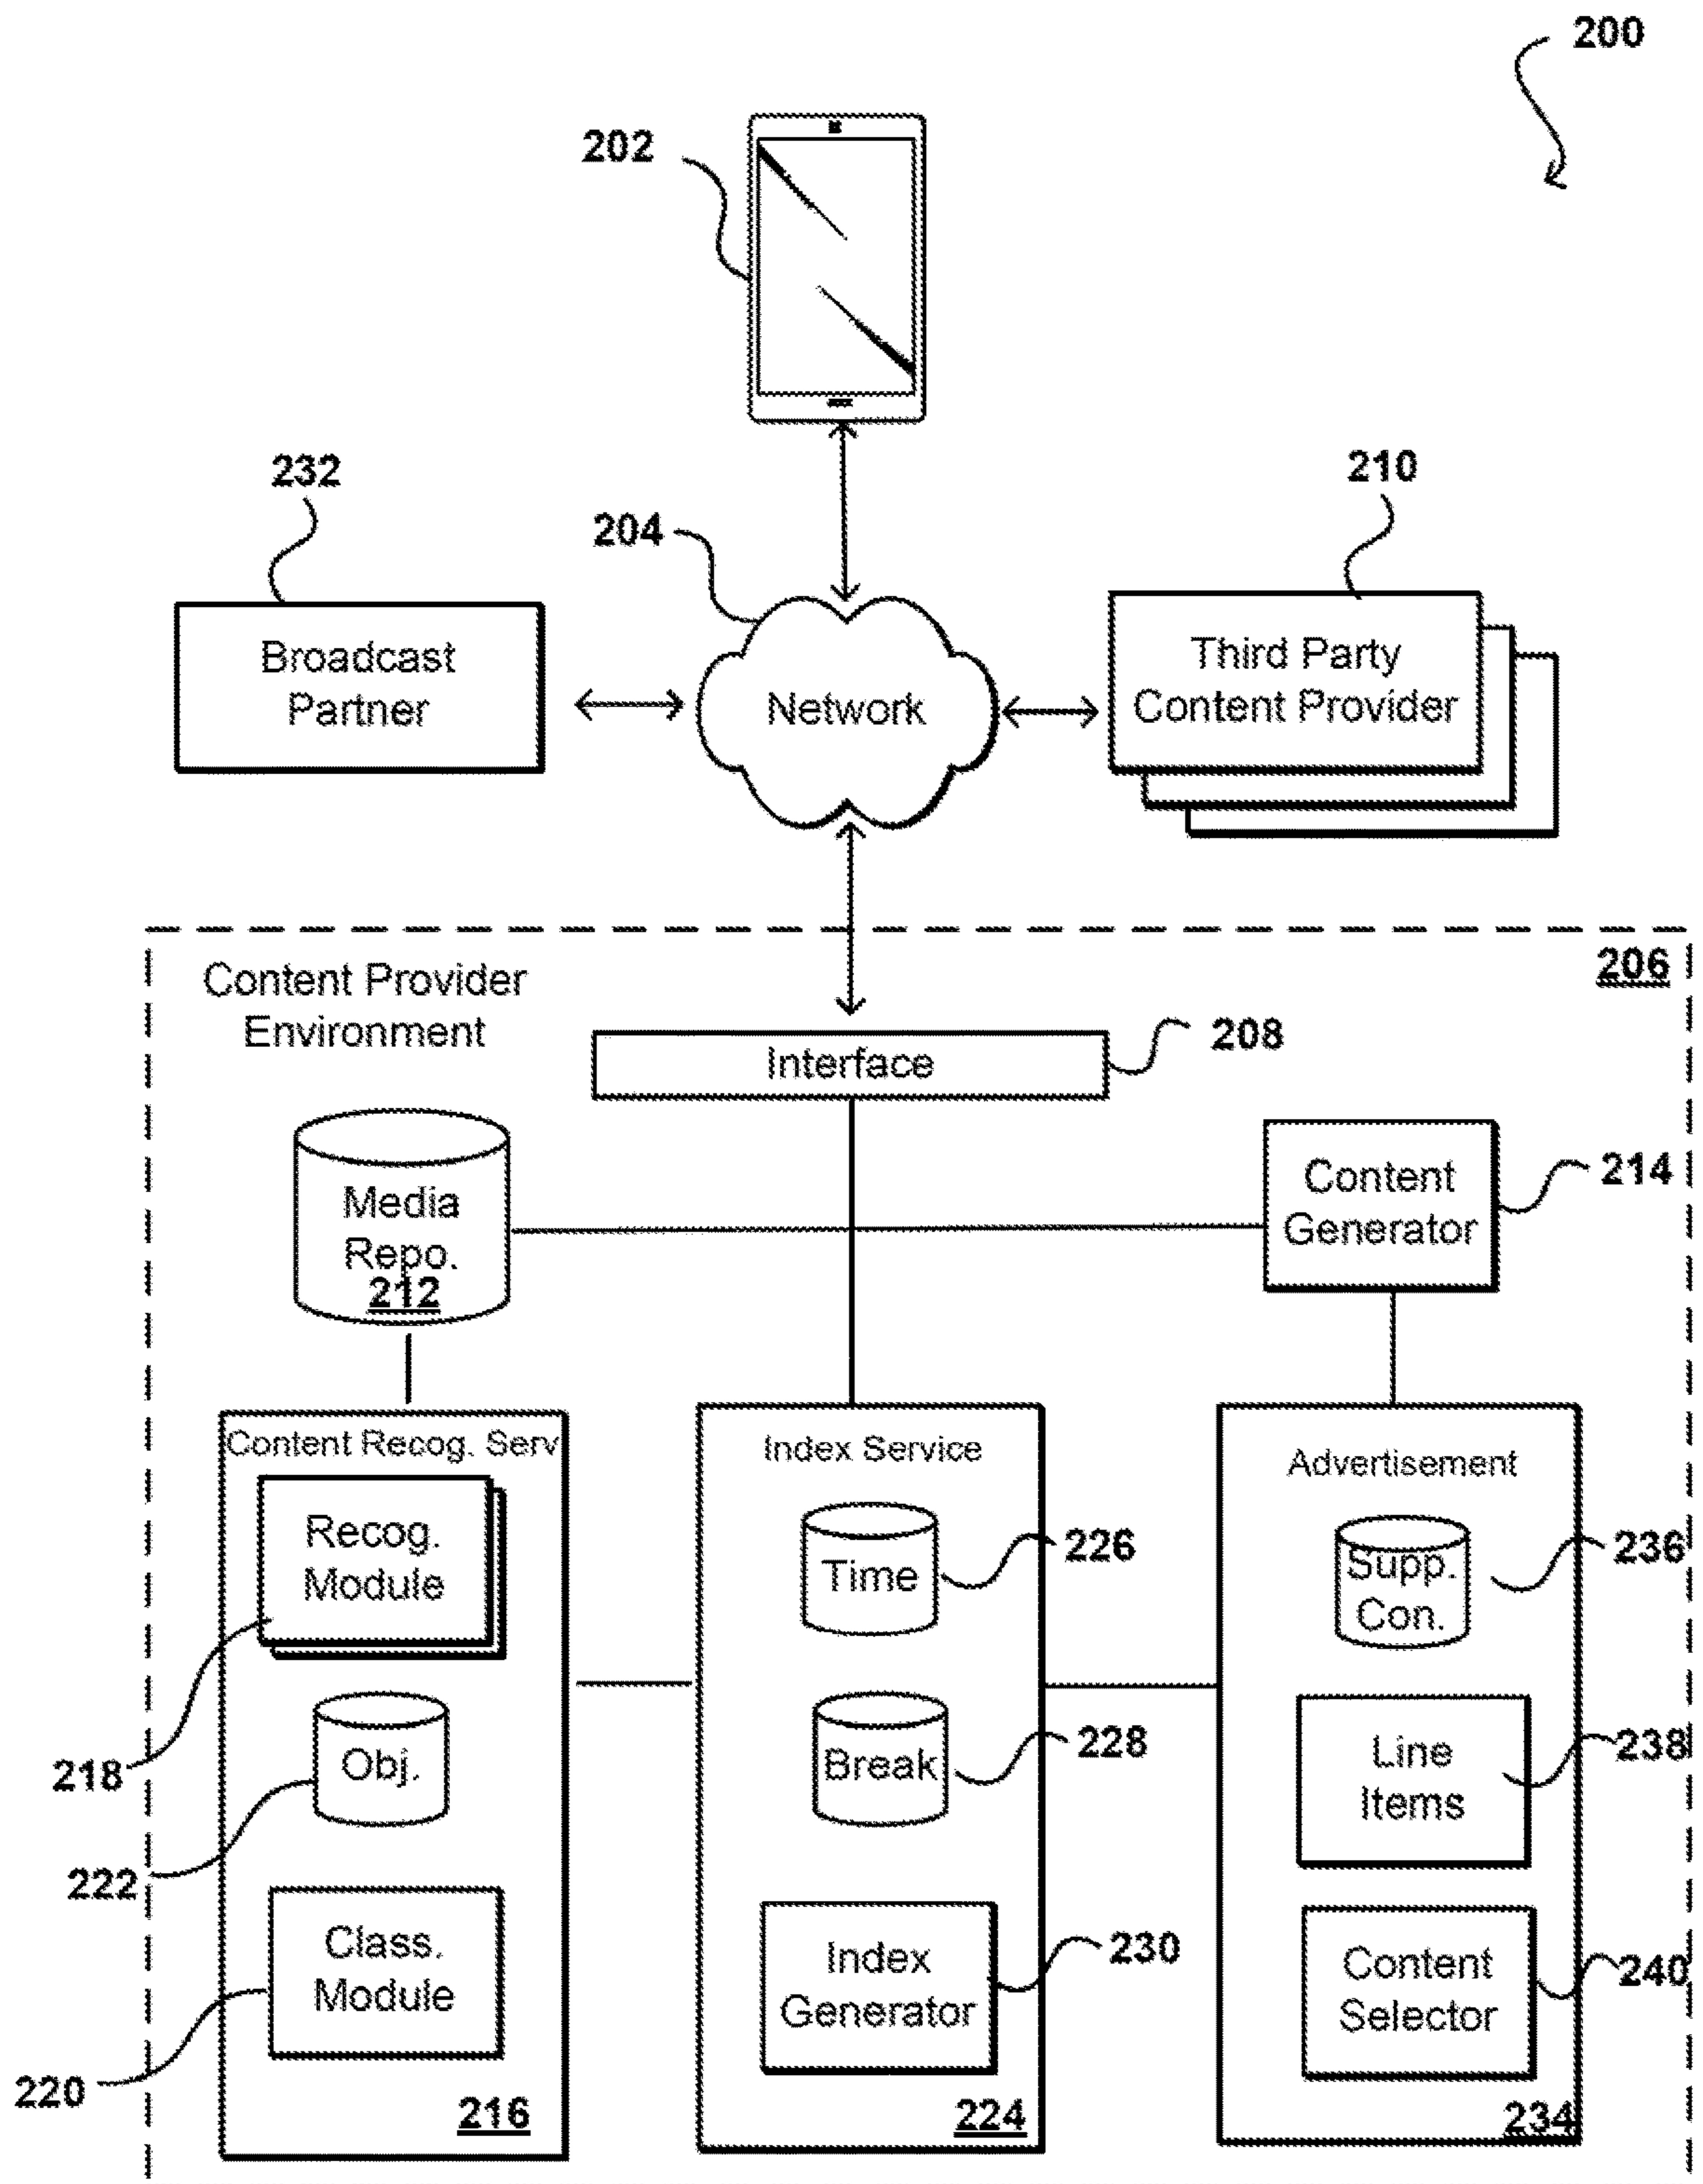 200
202
232
210
204
Broadcast
Partner
Network
Third Party
Content Provider
206
Content Provider
Environment
208
Interface
Media
Repo.
212
Content
Generator
214
Content Recog. Serv
Index Service
Advertisement
Recog.
Module
Time
226
Supp.
Con.
236
218
Obj.
Break
228
Line
Items
238
222
Class.
Module
Index
Generator
230
Content
Selector
240
220
216
224
234